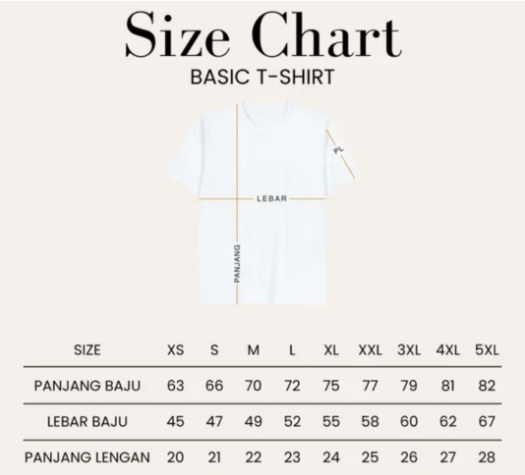 Size Chart
BASIC T-SHIRT
PL
LEBAR
PANJANG
SIZE XS S M L XL XXL 3XL 4XL 5XL
PANJANG BAJU 63 66 70 72 75 77 79 81 82
LEBAR BAJU 45 47 49 52 55 58 60 62 67
PANJANG LENGAN 20 21 22 23 24 25 26 27 28